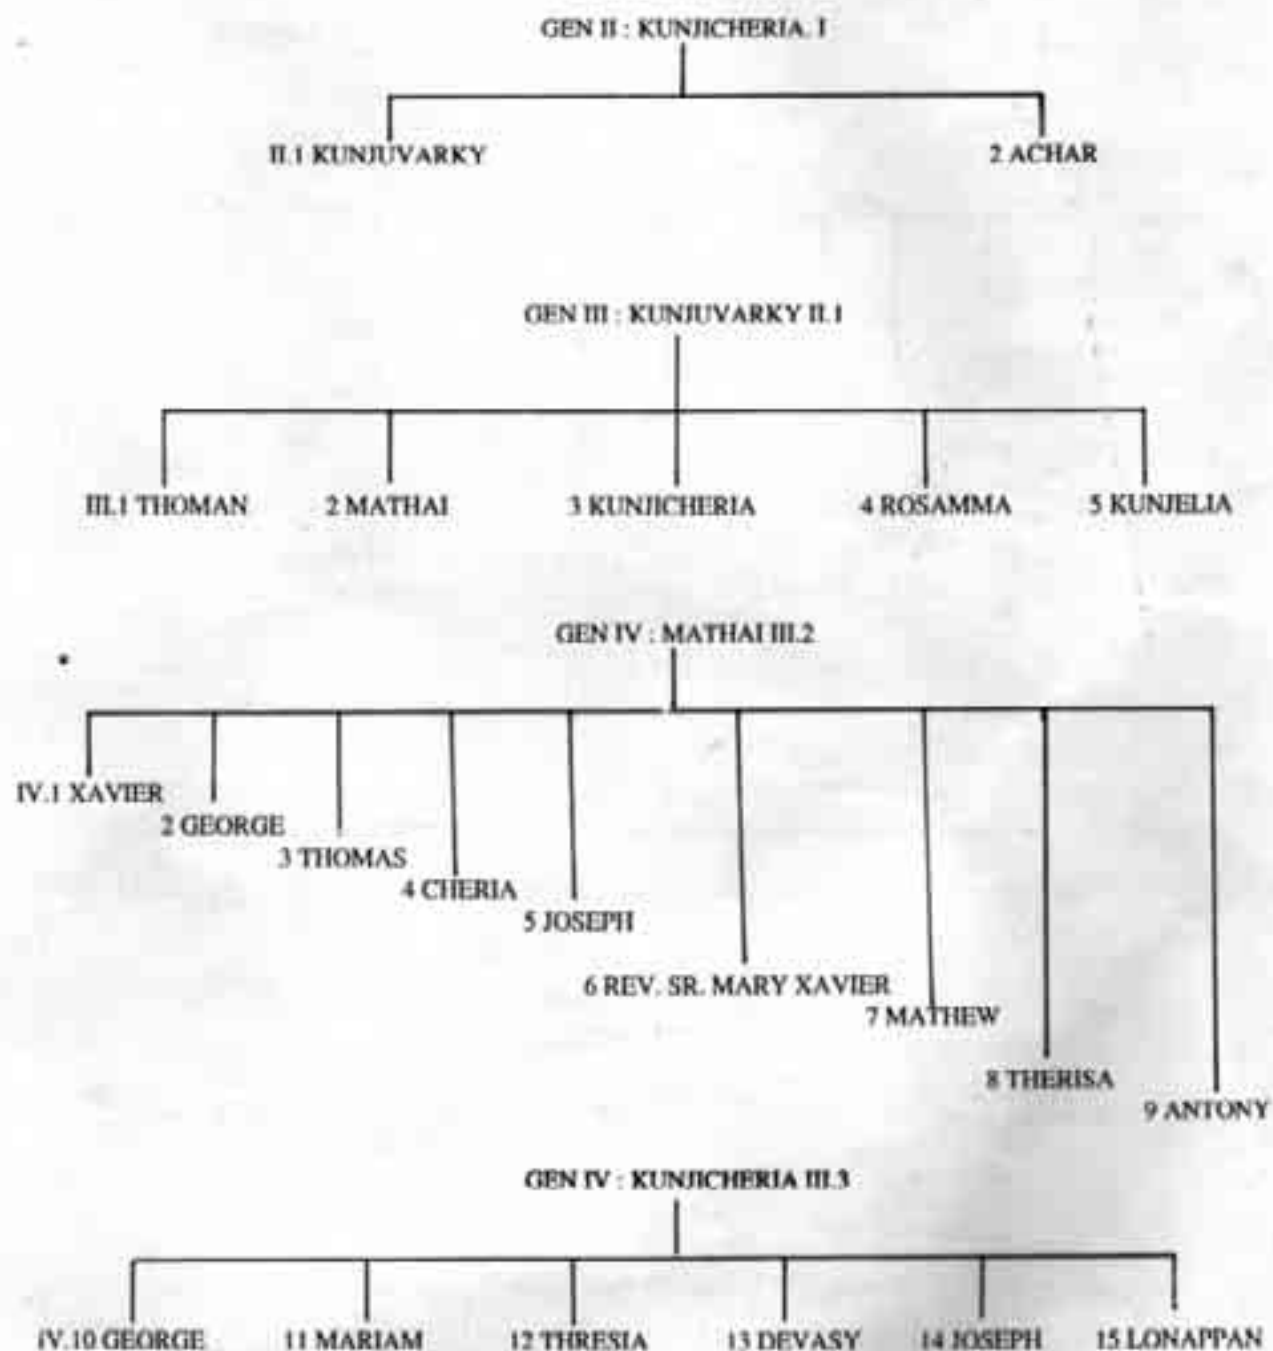 GEN II : KUNJICHERIA. I
II.1 KUNJUVARKY 2 ACHAR
GEN III : KUNJUVARKY II.1
III.1 THOMAN 2 MATHAI 3 KUNJICHERIA 4 ROSAMMA 5 KUNJELIA
GEN IV : MATHAI III.2
IV.1 XAVIER
2 GEORGE
3 THOMAS
4 CHERIA
5 JOSEPH
6 REV. SR. MARY XAVIER
7 MATHEW
8 THERISA
9 ANTONY
GEN IV : KUNJICHERIA III.3
IV.10 GEORGE 11 MARIAM 12 THRESIA 13 DEVASY 14 JOSEPH 15 LONAPPAN